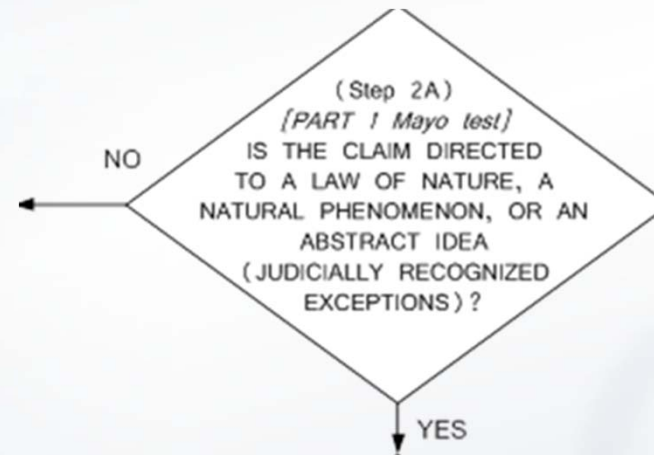 (Step 2A)
[PART 1 Mayo test]
NO
IS THE CLAIM DIRECTED
TO A LAW OF NATURE, A
NATURAL PHENOMENON, OR AN
ABSTRACT IDEA
(JUDICIALLY RECOGNIZED
EXCEPTIONS)?
YES